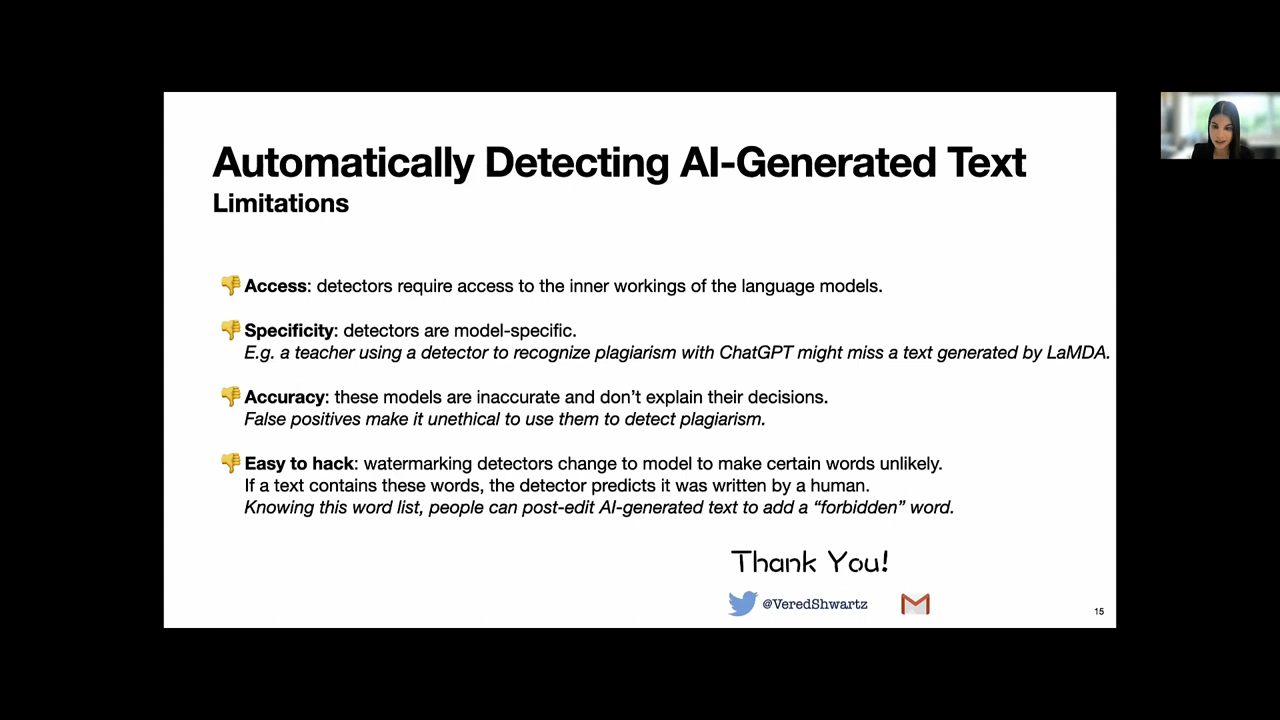 Automatically Detecting AI-Generated Text
Limitations
👎 Access: detectors require access to the inner workings of the language models.
👎 Specificity: detectors are model-specific.
E.g. a teacher using a detector to recognize plagiarism with ChatGPT might miss a text generated by LaMDA.
👎 Accuracy: these models are inaccurate and don’t explain their decisions.
False positives make it unethical to use them to detect plagiarism.
👎 Easy to hack: watermarking detectors change to model to make certain words unlikely.
If a text contains these words, the detector predicts it was written by a human.
Knowing this word list, people can post-edit AI-generated text to add a “forbidden” word.
Thank You!
@VeredShwartz
15